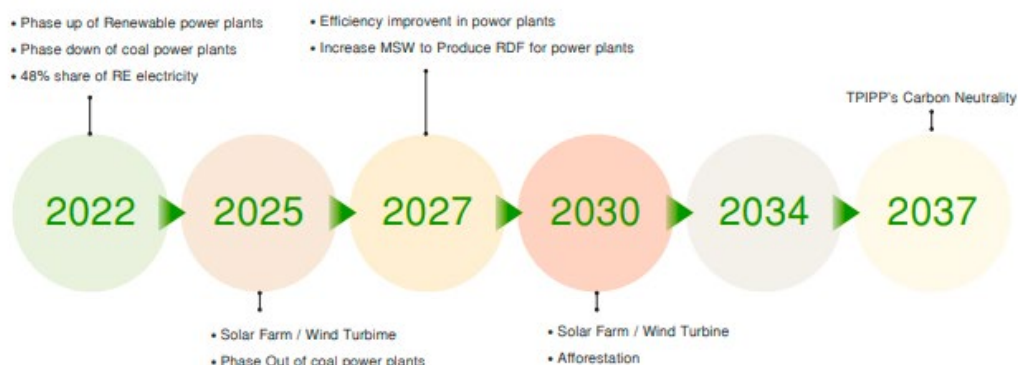 • Phase up of Renewable power plants
• Phase down of coal power plants
• 48% share of RE electricity
• Efficiency improvent in powor plants
• Increase MSW to Produce RDF for power plants
TPIPP's Carbon Neutrality
2022
2025
2027
2030
2034
2037
• Solar Farm / Wind Turbime
• Phase Out of coal power plants
• Solar Farm / Wind Turbine
• Afforestation